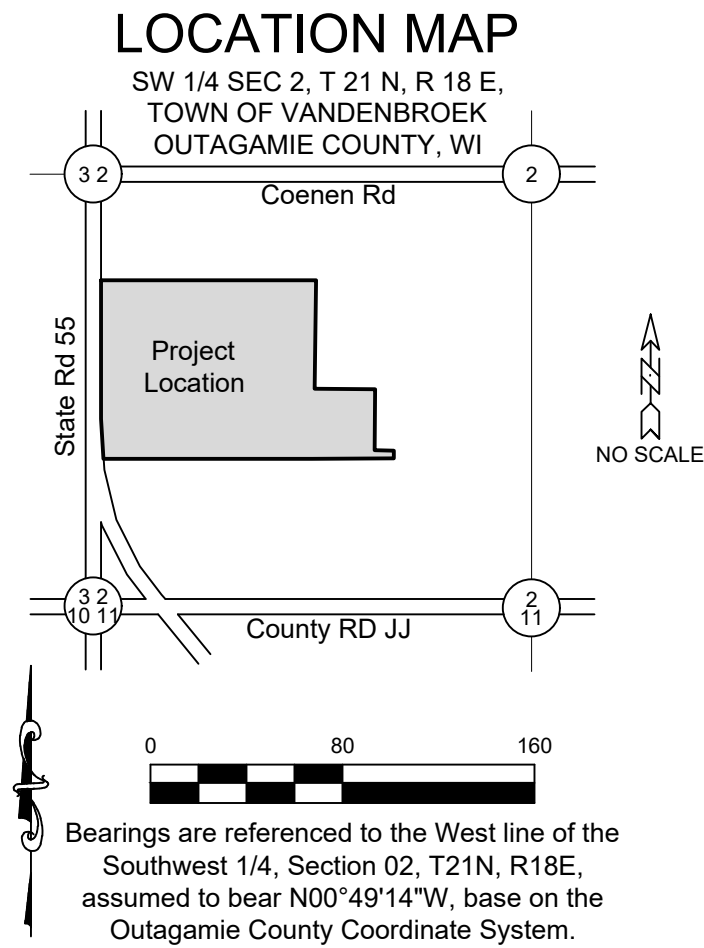 LOCATION MAP
SW 1/4 SEC 2, T 21 N, R 18 E,
TOWN OF VANDENBROEK
OUTAGAMIE COUNTY, WI
3 2
2
Coenen Rd
State Rd 55
Project
Location
N
NO SCALE
3 2
10 11
2
11
County RD JJ
0 80 160
Bearings are referenced to the West line of the
Southwest 1/4, Section 02, T21N, R18E,
assumed to bear N00°49'14"W, base on the
Outagamie County Coordinate System.